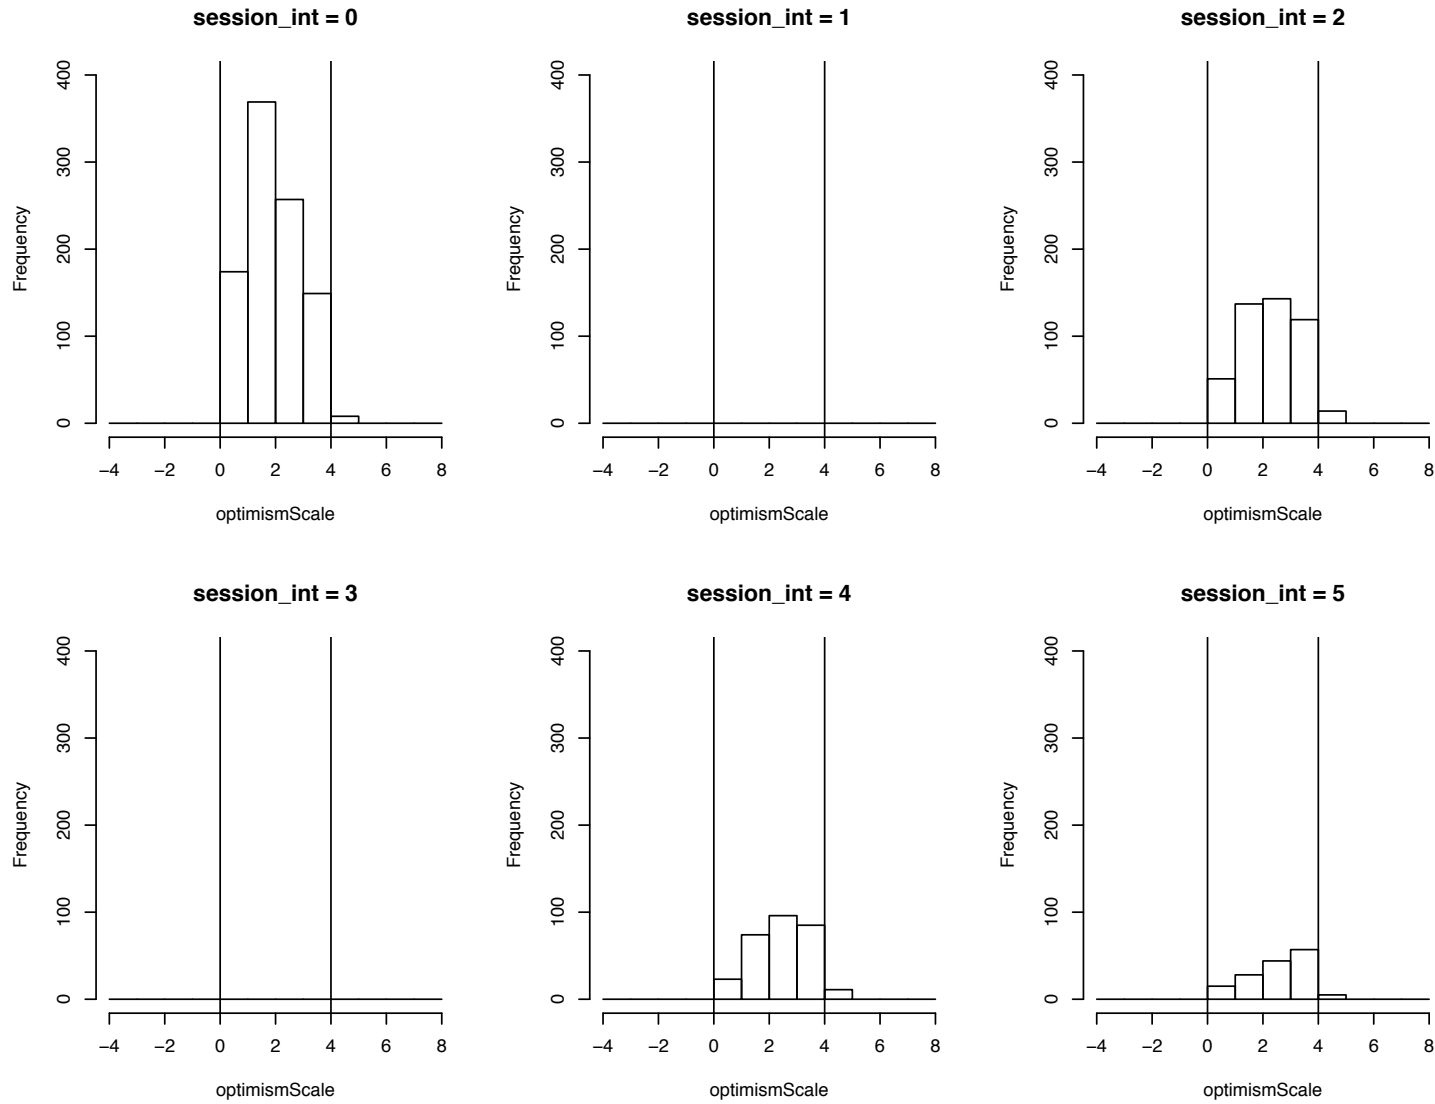 session_int = 0
400
300
200
100
0
Frequency
−4 −2 0 2 4 6 8
optimismScale
session_int = 1
400
300
200
100
0
Frequency
−4 −2 0 2 4 6 8
optimismScale
session_int = 2
400
300
200
100
0
Frequency
−4 −2 0 2 4 6 8
optimismScale
session_int = 3
400
300
200
100
0
Frequency
−4 −2 0 2 4 6 8
optimismScale
session_int = 4
400
300
200
100
0
Frequency
−4 −2 0 2 4 6 8
optimismScale
session_int = 5
400
300
200
100
0
Frequency
−4 −2 0 2 4 6 8
optimismScale